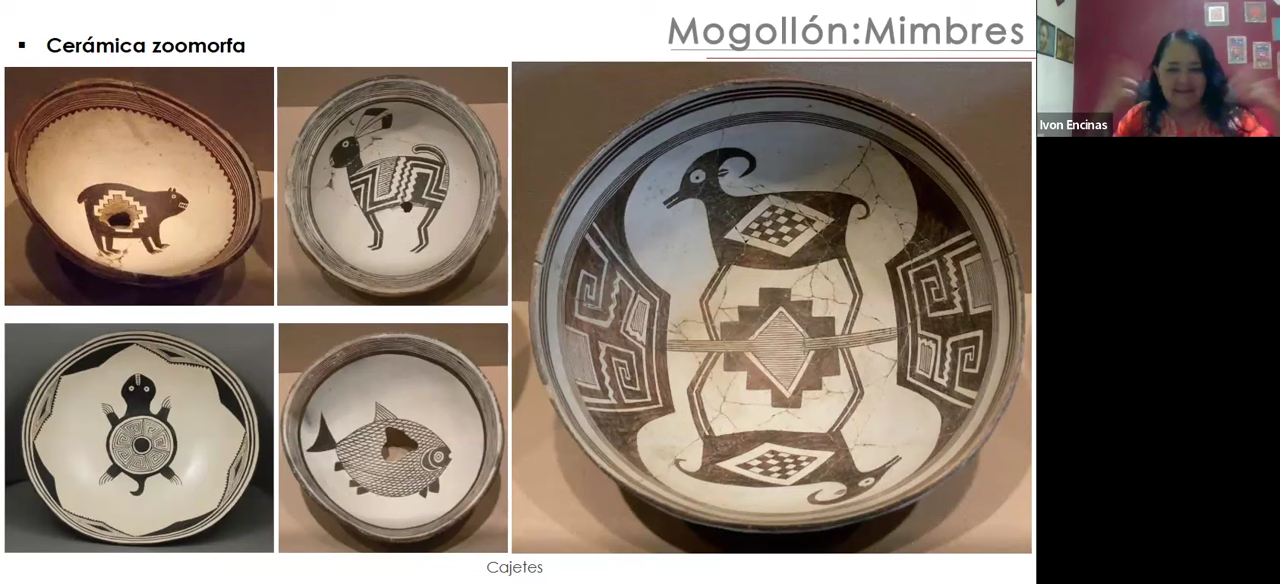 Mogollón:Mimbres
▪ Cerámica zoomorfa
Ivon Encinas
Cajetes